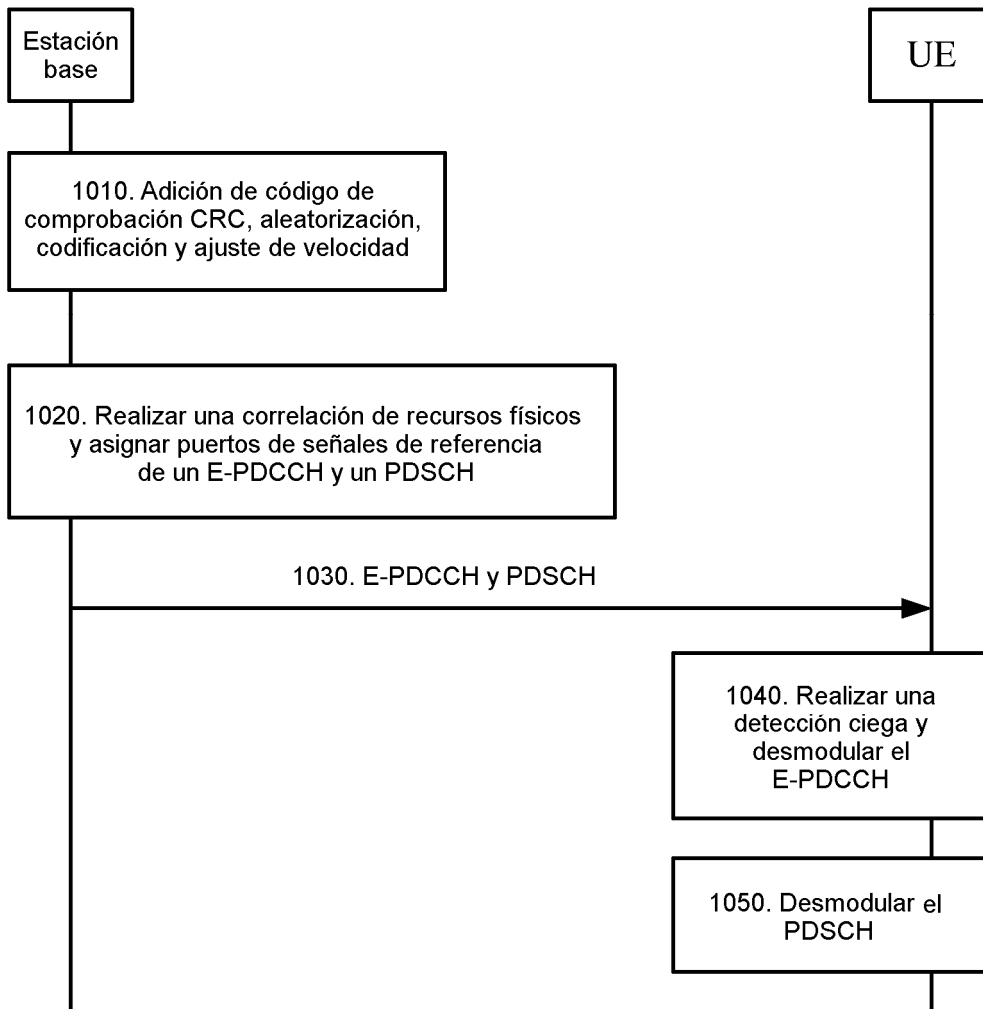 Estación
base
UE
1010. Adición de código de
comprobación CRC, aleatorización,
codificación y ajuste de velocidad
1020. Realizar una correlación de recursos físicos
y asignar puertos de señales de referencia
de un E-PDCCH y un PDSCH
1030. E-PDCCH y PDSCH
1040. Realizar una
detección ciega y
desmodular el
E-PDCCH
1050. Desmodular el
PDSCH